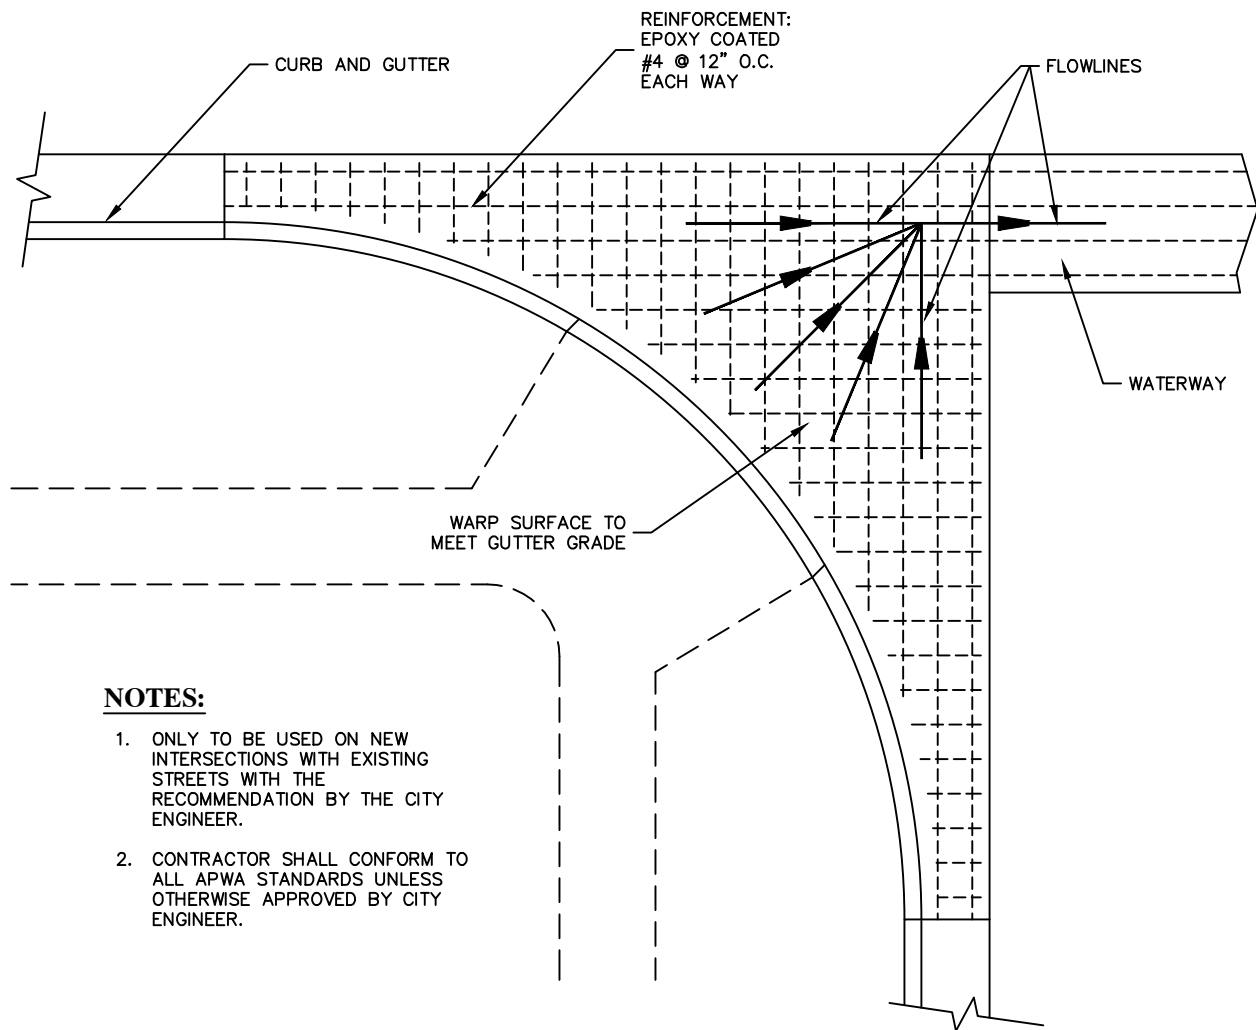 REINFORCEMENT:
EPOXY COATED
#4 @ 12" O.C.
EACH WAY
CURB AND GUTTER
FLOWLINES
WATERWAY
WARP SURFACE TO
MEET GUTTER GRADE
NOTES:
1. ONLY TO BE USED ON NEW
INTERSECTIONS WITH EXISTING
STREETS WITH THE
RECOMMENDATION BY THE CITY
ENGINEER.
2. CONTRACTOR SHALL CONFORM TO
ALL APWA STANDARDS UNLESS
OTHERWISE APPROVED BY CITY
ENGINEER.